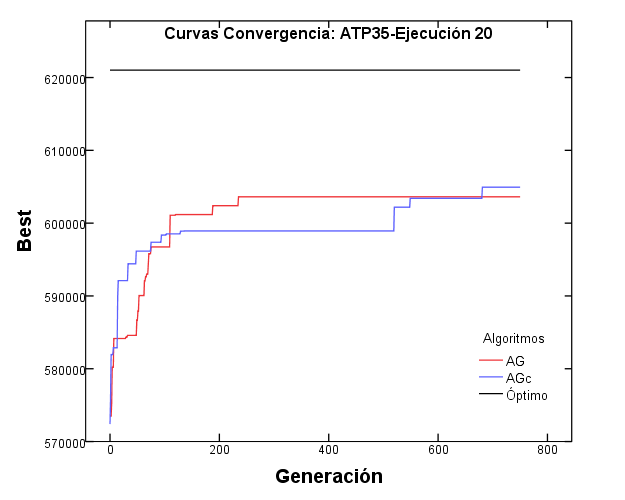 Curvas Convergencia: ATP35-Ejecución 20
620000
610000
600000
590000
580000
570000
Best
0
200
400
600
800
Generación
Algoritmos
AG
AGc
Óptimo